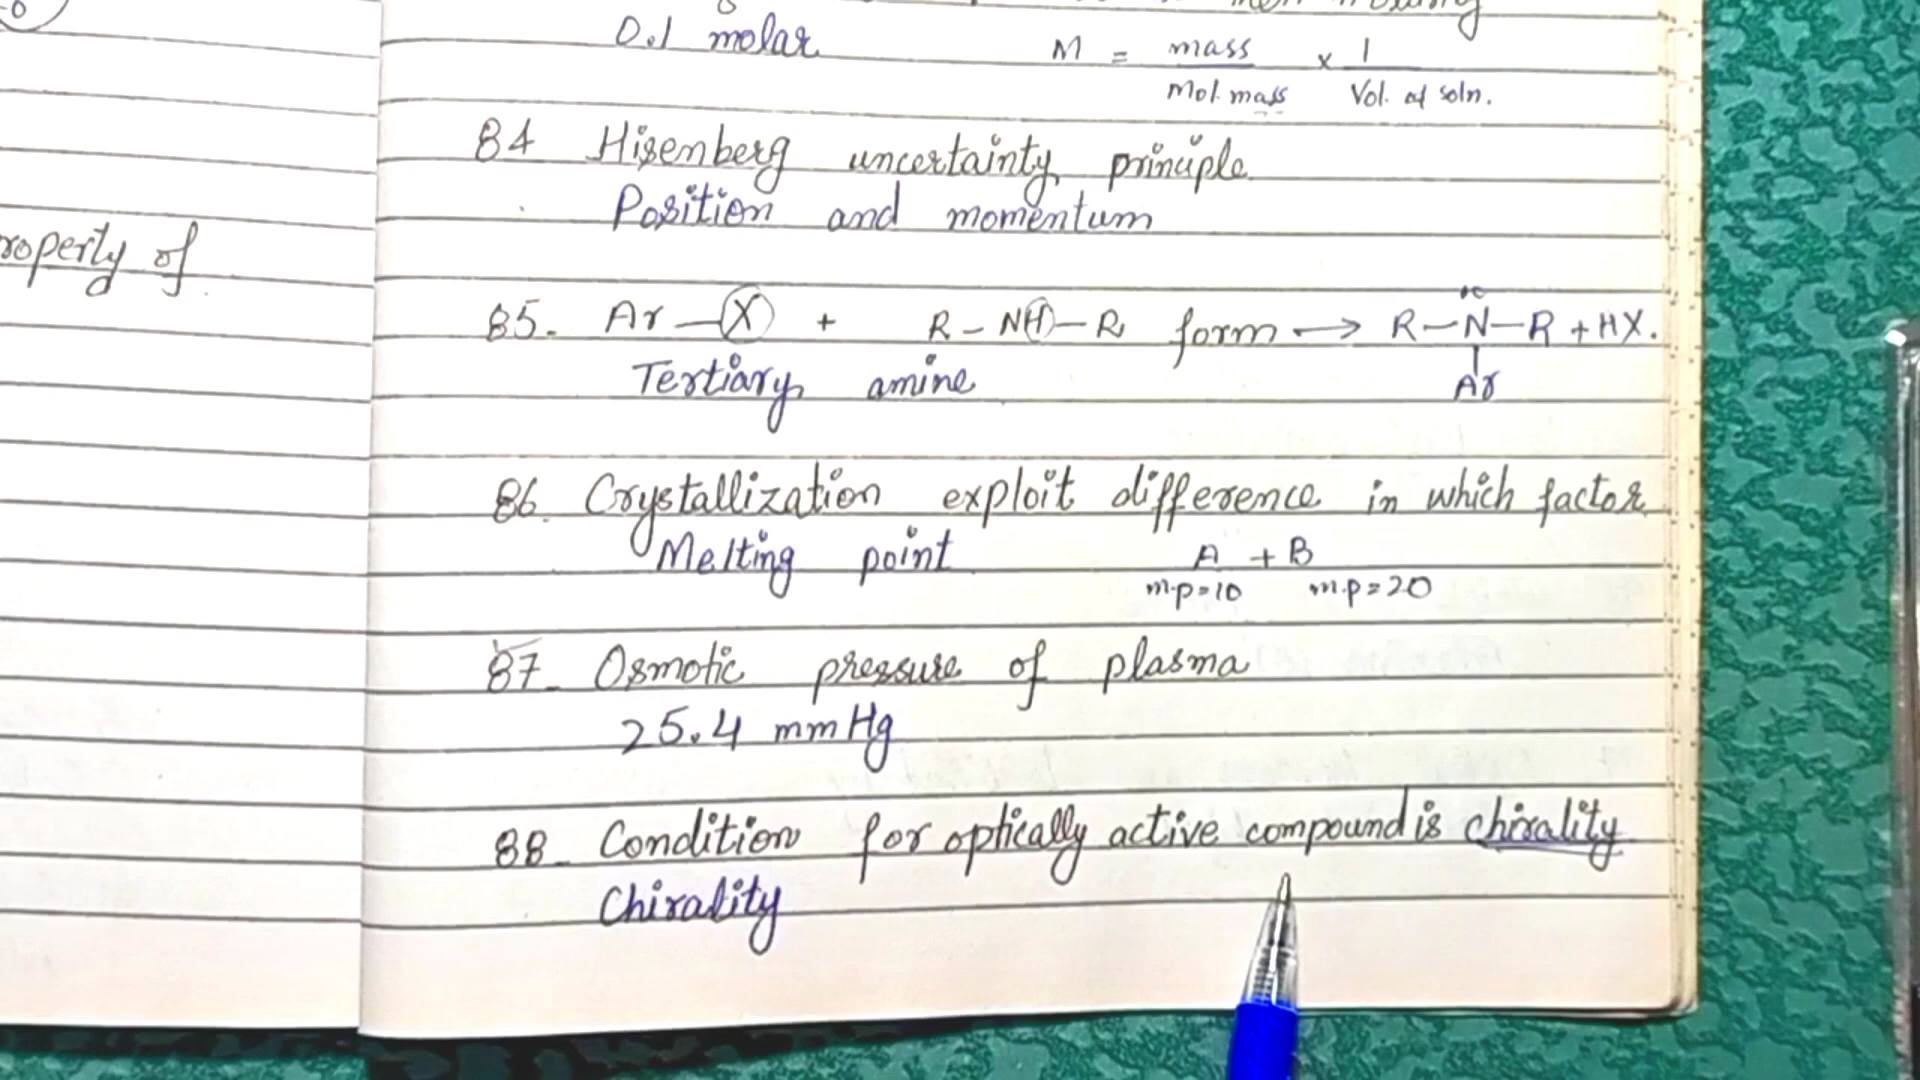 0.1 molar M = mass / Mol. mass x 1 / Vol. of soln.
roperty of
84 Hisenberg uncertainty principle
Position and momentum
85- Ar—X + R-NH-R form → R-N̈-R + HX.
Tertiary amine Ar
86. Crystallization exploit difference in which factor
Melting point A + B
m.p=10 m.p=20
87- Osmotic pressure of plasma
25.4 mmHg
88- Condition for optically active compound is chirality
Chirality